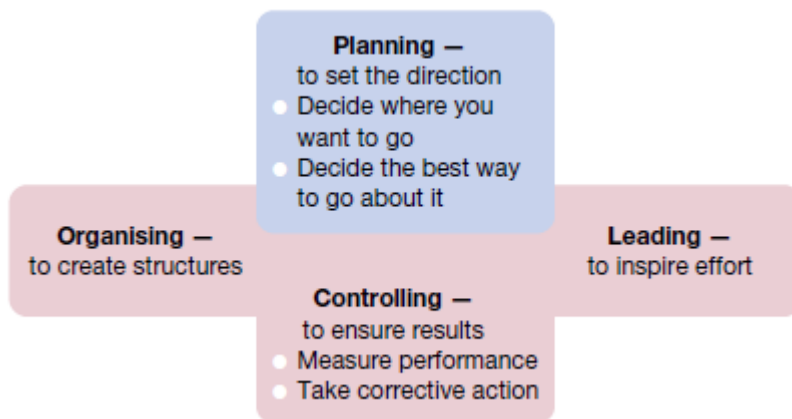 Planning —
to set the direction
Decide where you
want to go
Decide the best way
to go about it
Organising —
to create structures
Leading —
to inspire effort
Controlling —
to ensure results
Measure performance
Take corrective action